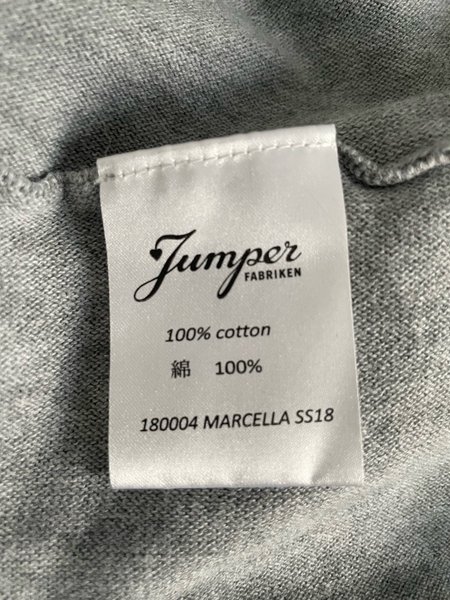 Jumper
FABRIKEN
100% cotton
綿 100%
180004 MARCELLA SS18